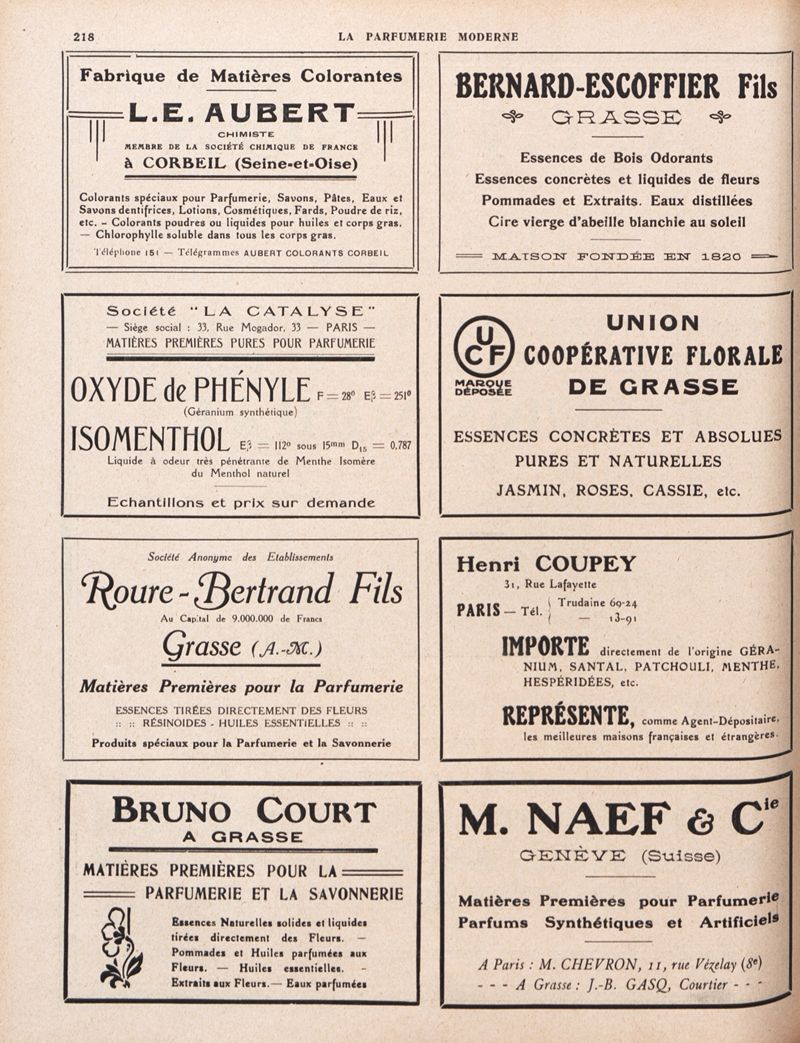 218
LA PARFUMERIE MODERNE
Fabrique de Matières Colorantes
L.E. AUBERT
CHIMISTE
MEMBRE DE LA SOCIÉTÉ CHIMIQUE DE FRANCE
à CORBEIL (Seine-et-Oise)
Colorants spéciaux pour Parfumerie, Savons, Pâtes, Eaux et
Savons dentifrices, Lotions, Cosmétiques, Fards, Poudre de riz,
etc. – Colorants poudres ou liquides pour huiles et corps gras.
— Chlorophylle soluble dans tous les corps gras.
Téléphone 151 — Télégrammes AUBERT COLORANTS CORBEIL
BERNARD-ESCOFFIER Fils
GRASSE
Essences de Bois Odorants
Essences concrètes et liquides de fleurs
Pommades et Extraits. Eaux distillées
Cire vierge d'abeille blanchie au soleil
MAISON FONDÉE EN 1820
Société "LA CATALYSE"
— Siège social : 33, Rue Mogador, 33 — PARIS —
MATIÈRES PREMIÈRES PURES POUR PARFUMERIE
OXYDE de PHÉNYLE F = 28° Eß = 251°
(Géranium synthétique)
ISOMENTHOL Eß = 112° sous 15mm D15 = 0,787
Liquide à odeur très pénétrante de Menthe Isomère
du Menthol naturel
Echantillons et prix sur demande
UCF
MARQUE
DÉPOSÉE
UNION
COOPÉRATIVE FLORALE
DE GRASSE
ESSENCES CONCRÈTES ET ABSOLUES
PURES ET NATURELLES
JASMIN, ROSES, CASSIE, etc.
Société Anonyme des Etablissements
Roure-Bertrand Fils
Au Capital de 9.000.000 de Francs
Grasse (A.-M.)
Matières Premières pour la Parfumerie
ESSENCES TIRÉES DIRECTEMENT DES FLEURS
:: :: RÉSINOIDES - HUILES ESSENTIELLES :: ::
Produits spéciaux pour la Parfumerie et la Savonnerie
Henri COUPEY
31, Rue Lafayette
PARIS — Tél. { Trudaine 69-24
— 13-91
IMPORTE directement de l'origine GÉRA-
NIUM, SANTAL, PATCHOULI, MENTHE,
HESPÉRIDÉES, etc.
REPRÉSENTE, comme Agent-Dépositaire,
les meilleures maisons françaises et étrangères.
BRUNO COURT
A GRASSE
MATIÈRES PREMIÈRES POUR LA
PARFUMERIE ET LA SAVONNERIE
Essences Naturelles solides et liquides
tirées directement des Fleurs. —
Pommades et Huiles parfumées aux
Fleurs. — Huiles essentielles. -
Extraits aux Fleurs. — Eaux parfumées
M. NAEF & Cie
GENÈVE (Suisse)
Matières Premières pour Parfumerie
Parfums Synthétiques et Artificiels
A Paris : M. CHEVRON, 11, rue Vézelay (8e)
- - - A Grasse : J.-B. GASQ, Courtier - - -